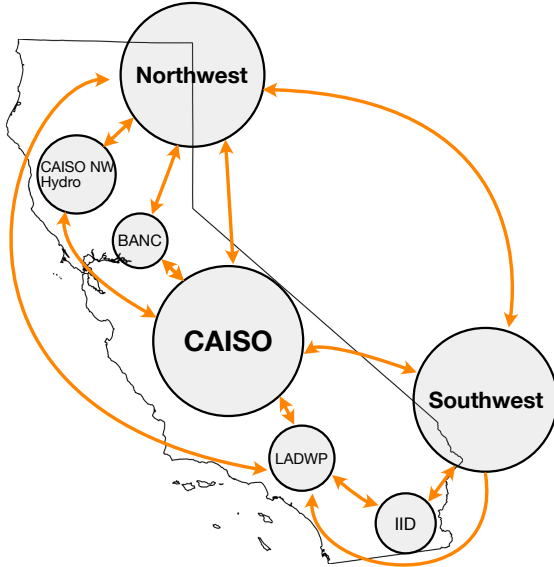 Northwest
CAISO NW
Hydro
BANC
CAISO
Southwest
LADWP
IID